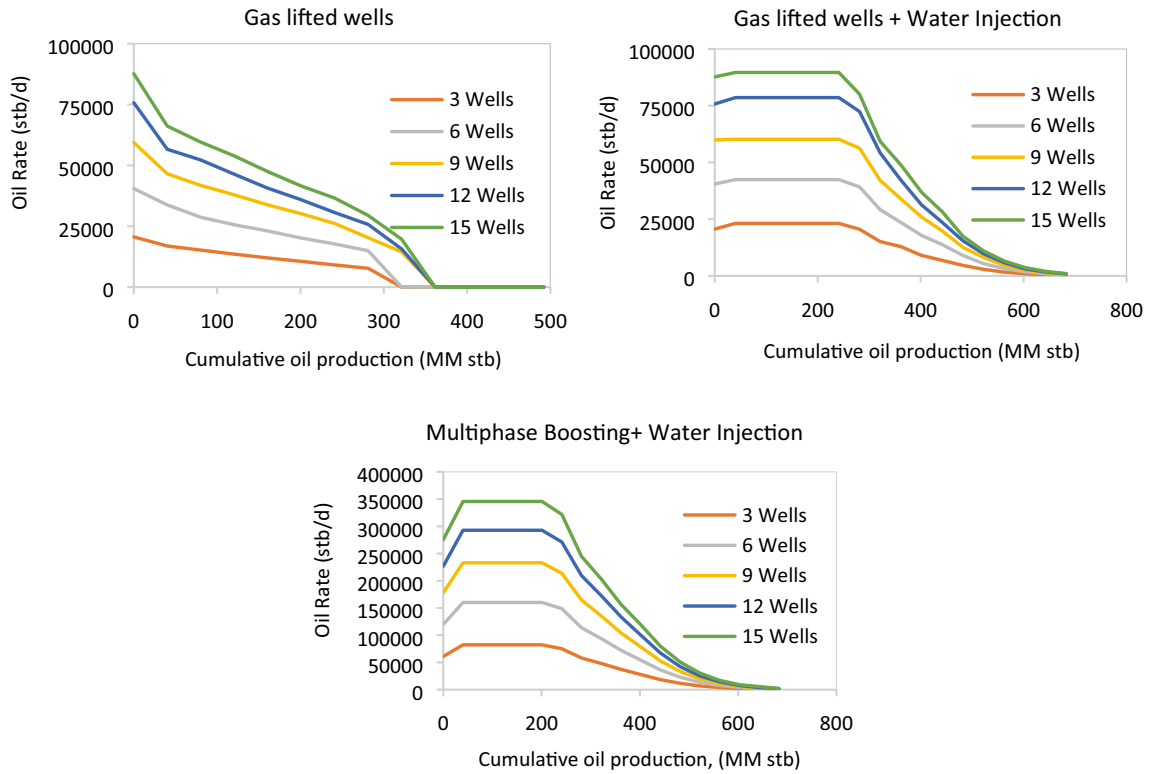 Gas lifted wells
100000
75000
50000
25000
0
Oil Rate (stb/d)
3 Wells
6 Wells
9 Wells
12 Wells
15 Wells
0 100 200 300 400 500
Cumulative oil production (MM stb)
Gas lifted wells + Water Injection
100000
75000
50000
25000
0
Oil Rate (stb/d)
3 Wells
6 Wells
9 Wells
12 Wells
15 Wells
0 200 400 600 800
Cumulative oil production (MM stb)
Multiphase Boosting+ Water Injection
400000
350000
300000
250000
200000
150000
100000
50000
0
Oil Rate (stb/d)
3 Wells
6 Wells
9 Wells
12 Wells
15 Wells
0 200 400 600 800
Cumulative oil production, (MM stb)